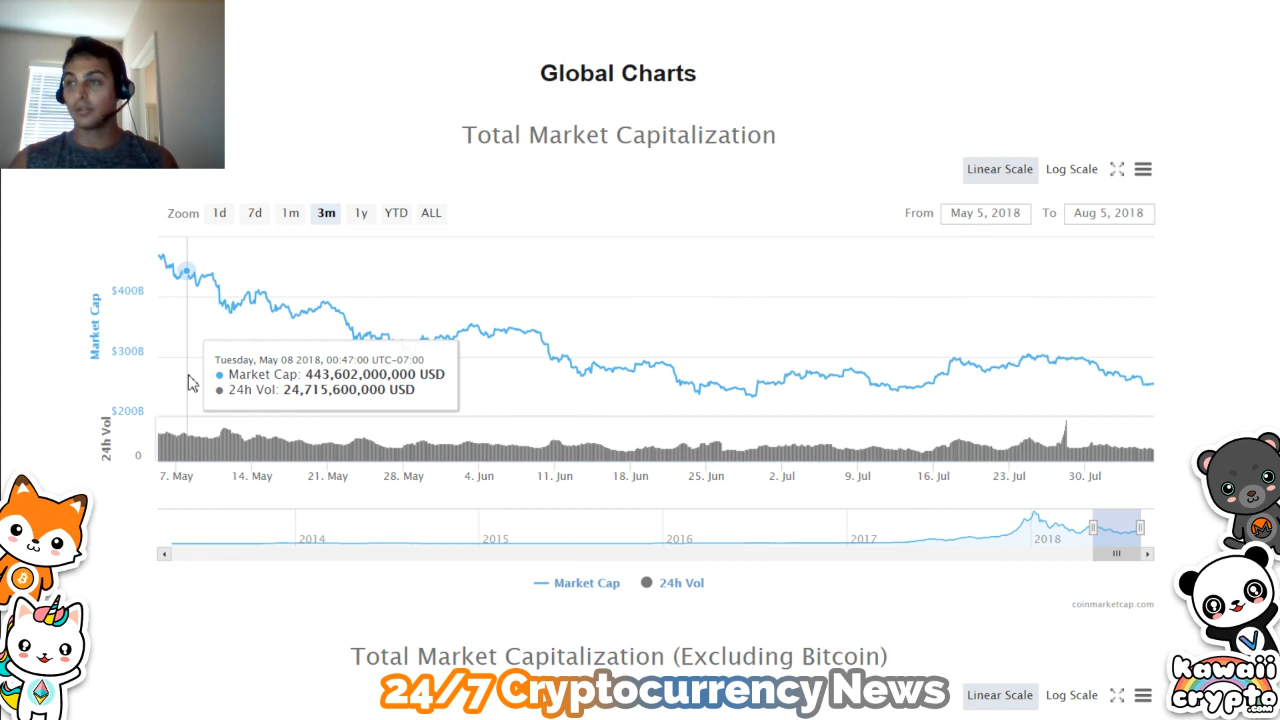 Global Charts
Total Market Capitalization
Linear Scale Log Scale
Zoom 1d 7d 1m 3m 1y YTD ALL From May 5, 2018 To Aug 5, 2018
Market Cap
$400B
$300B
$200B
Tuesday, May 08 2018, 00:47:00 UTC-07:00
Market Cap: 443,602,000,000 USD
24h Vol: 24,715,600,000 USD
24h Vol
0
7. May 14. May 21. May 28. May 4. Jun 11. Jun 18. Jun 25. Jun 2. Jul 9. Jul 16. Jul 23. Jul 30. Jul
2014 2015 2016 2017 2018
Market Cap 24h Vol
coinmarketcap.com
Total Market Capitalization (Excluding Bitcoin)
24/7 Cryptocurrency News
Linear Scale Log Scale
kawaii
crypto
.com